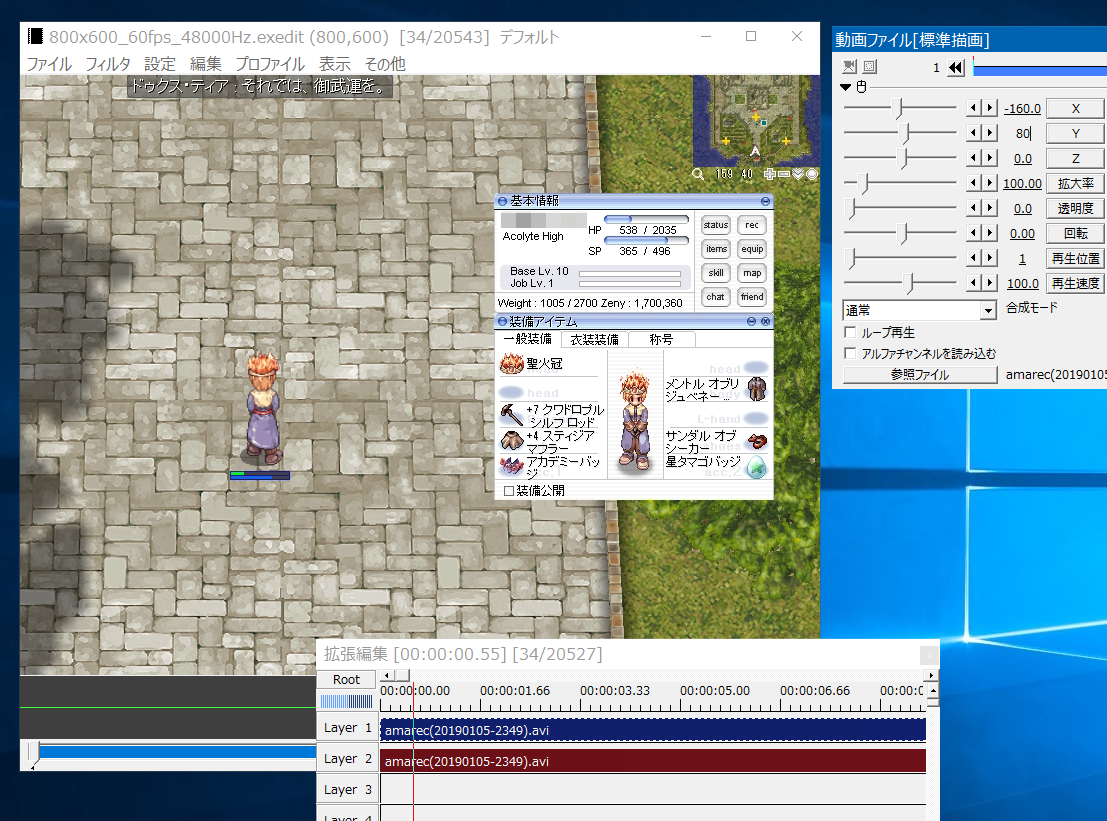 800x600_60fps_48000Hz.exedit (800,600) [34/20543] デフォルト
ファイル フィルタ 設定 編集 プロファイル 表示 その他
ドゥクス・ディア : それでは、御武運を。
159 40
基本情報
Acolyte High
HP 538 / 2035
SP 365 / 496
Base Lv. 10
Job Lv. 1
Weight : 1005 / 2700 Zeny : 1,700,360
status rec
items equip
skill map
chat friend
装備アイテム
一般装備 衣装装備 称号
聖火冠
head
head
+7 クワドロプル
シルフ ロッド
+4 スティジア
マフラー
アカデミーバッ
ジ
メントル オブリ
ジュベネー...
L-hand
サンダル オブ
シーカー
星タマゴバッジ
装備公開
動画ファイル[標準描画]
1
-160.0 X
80 Y
0.0 Z
100.00 拡大率
0.0 透明度
0.00 回転
1 再生位置
100.0 再生速度
通常 合成モード
ループ再生
アルファチャンネルを読み込む
参照ファイル amarec(2019010
拡張編集 [00:00:00.55] [34/20527]
Root
00:00:00.00 00:00:01.66 00:00:03.33 00:00:05.00 00:00:06.66 00:00:0
Layer 1 amarec(20190105-2349).avi
Layer 2 amarec(20190105-2349).avi
Layer 3
Layer 4